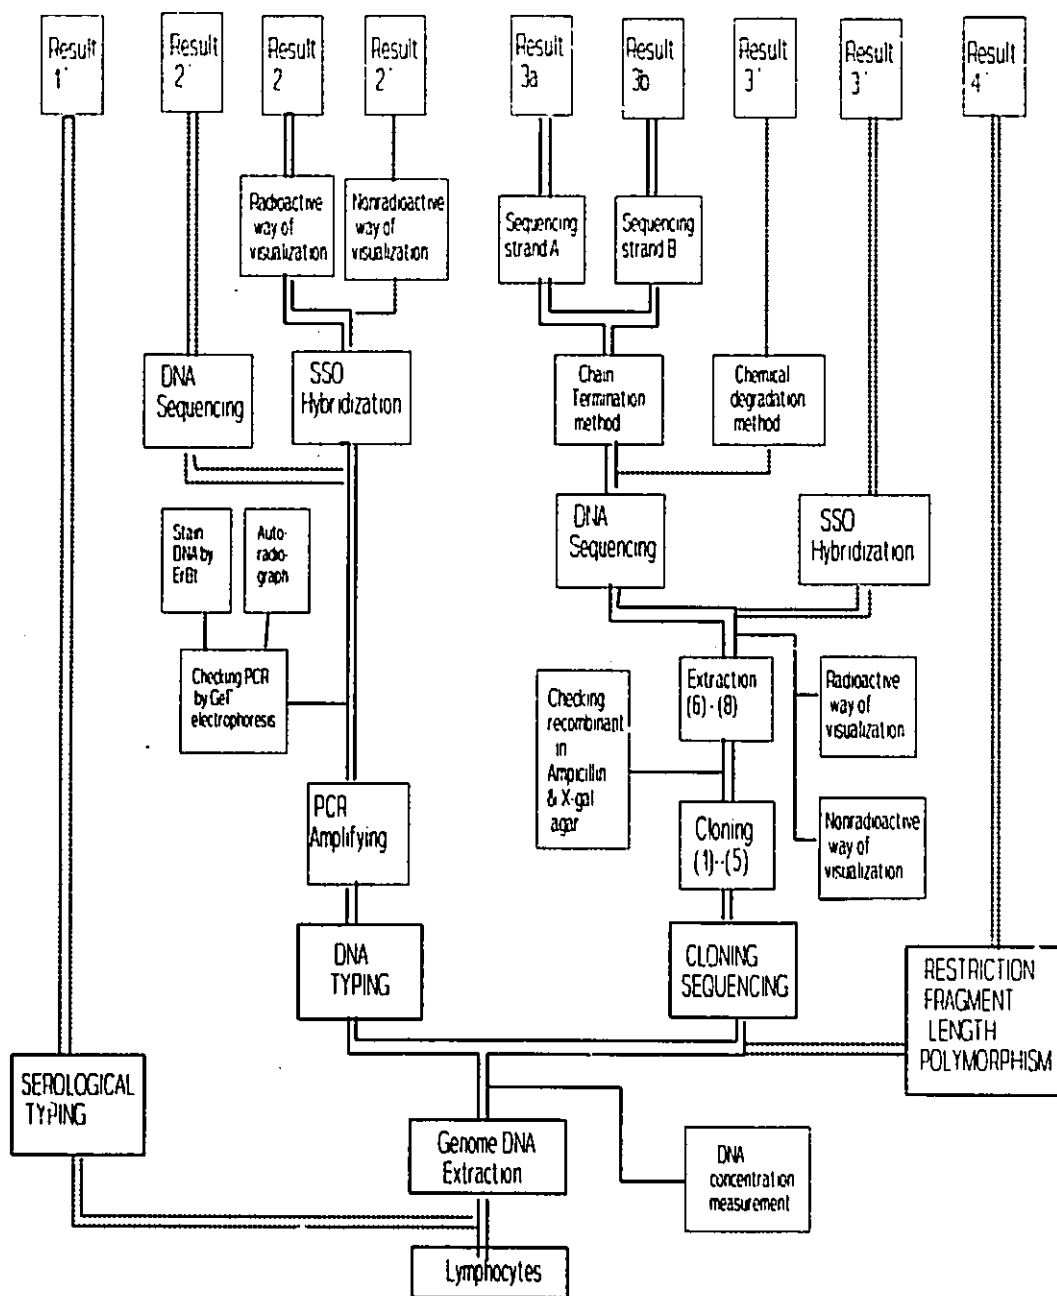 Result
1'
Result
2'
Result
2
Result
2'
Result
3a
Result
3b
Result
3'
Result
3'
Result
4'
Radioactive
way of
visualization
Nonradioactive
way of
visualization
Sequencing
strand A
Sequencing
strand B
DNA
Sequencing
SSO
Hybridization
Chain
Termination
method
Chemical
degradation
method
Stain
DNA by
ErBt
Auto-
radio-
graph
DNA
Sequencing
SSO
Hybridization
Checking PCR
by Gel
electrophoresis
Checking
recombinant
in
Ampicillin
& X-gal
agar
Extraction
(6)-(8)
Radioactive
way of
visualization
PCR
Amplifying
Cloning
(1)-(5)
Nonradioactive
way of
visualization
DNA
TYPING
CLONING
SEQUENCING
RESTRICTION
FRAGMENT
LENGTH
POLYMORPHISM
SEROLOGICAL
TYPING
Genome DNA
Extraction
DNA
concentration
measurement
Lymphocytes